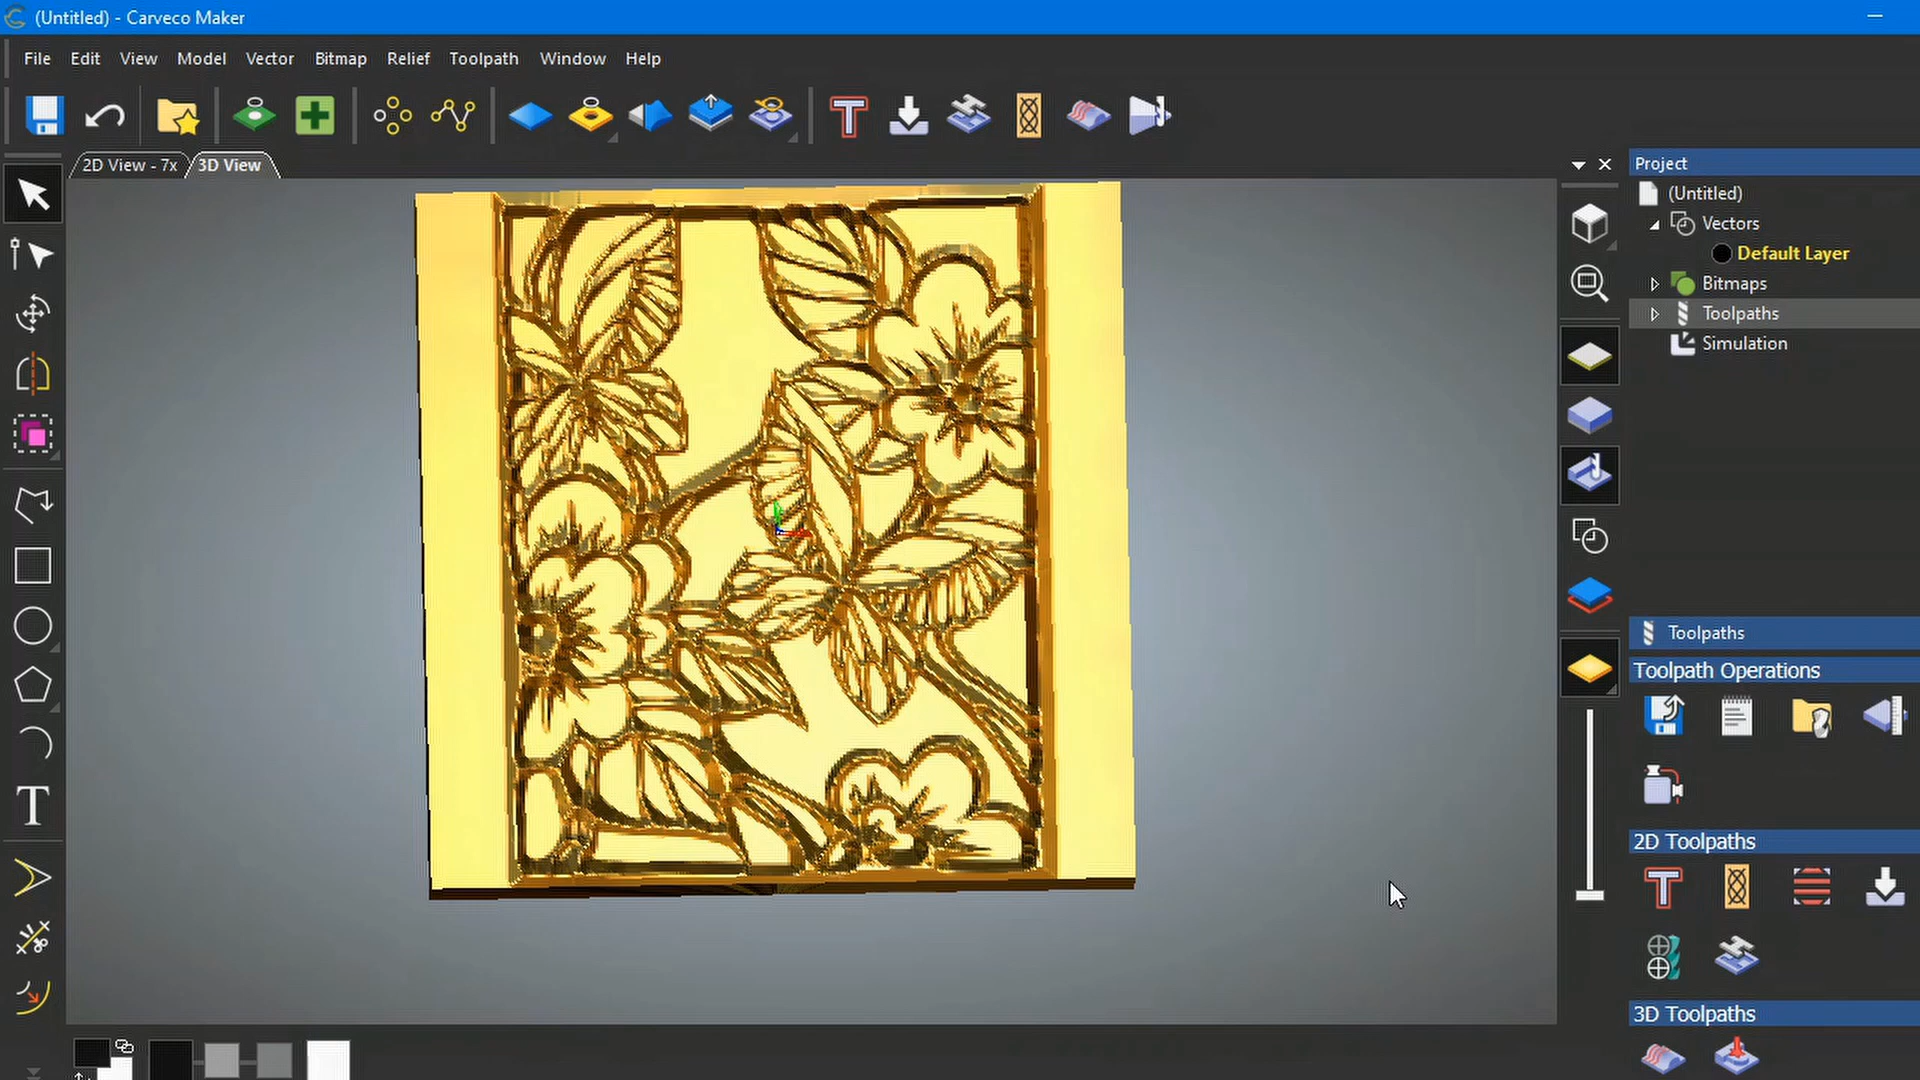 (Untitled) - Carveco Maker
File Edit View Model Vector Bitmap Relief Toolpath Window Help
2D View - 7x
3D View
Project
(Untitled)
Vectors
Default Layer
Bitmaps
Toolpaths
Simulation
Toolpaths
Toolpath Operations
2D Toolpaths
3D Toolpaths